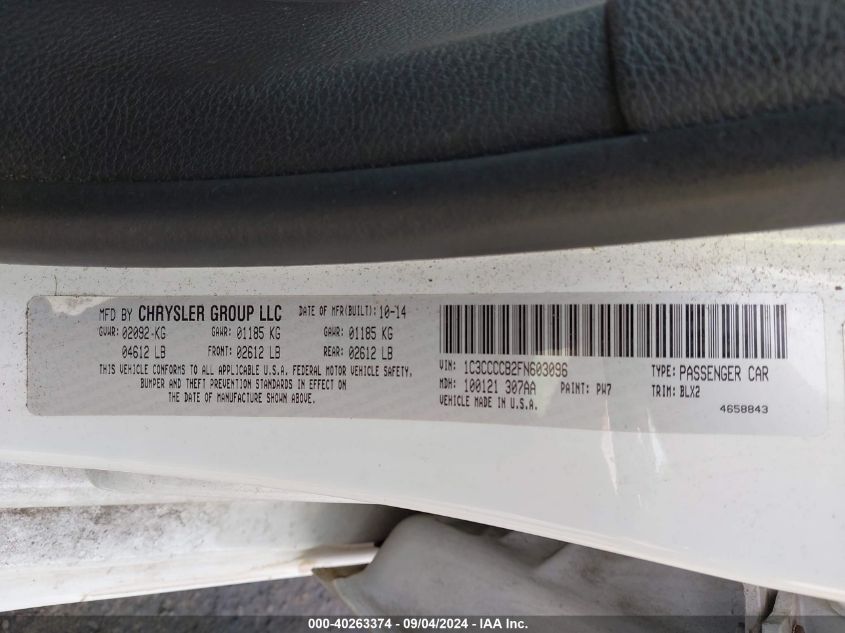 MFD BY CHRYSLER GROUP LLC DATE OF MFR(BUILT): 10-14
GVWR: 02092-KG GAWR: 01185 KG GAWR: 01185 KG
04612 LB FRONT: 02612 LB REAR: 02612 LB
THIS VEHICLE CONFORMS TO ALL APPLICABLE U.S.A. FEDERAL MOTOR VEHICLE SAFETY,
BUMPER AND THEFT PREVENTION STANDARDS IN EFFECT ON
THE DATE OF MANUFACTURE SHOWN ABOVE.
VIN: 1C3CCCCB2FN603096 TYPE: PASSENGER CAR
MDH: 100121 307AA PAINT: PW7 TRIM: BLX2
VEHICLE MADE IN U.S.A.
4658843
000-40263374 - 09/04/2024 - IAA Inc.